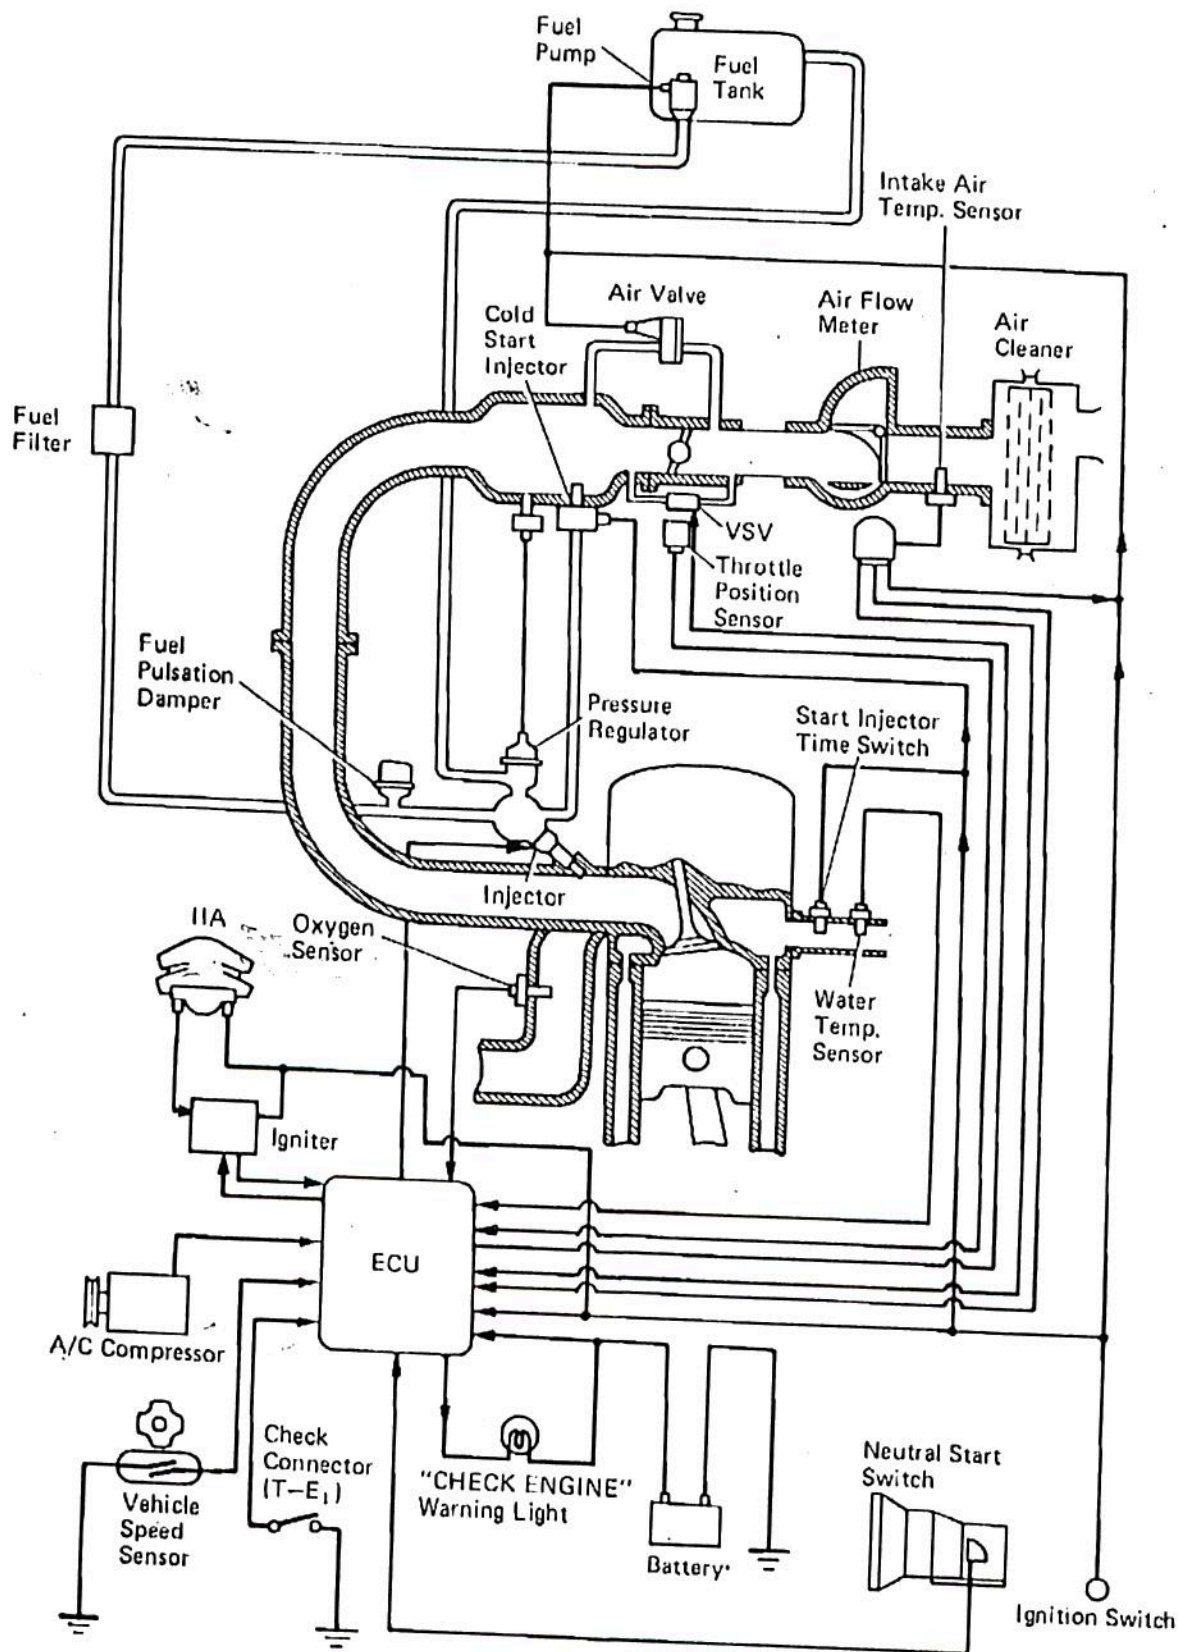 Fuel
Pump
Fuel
Tank
Intake Air
Temp. Sensor
Air Valve
Air Flow
Meter
Cold
Start
Injector
Air
Cleaner
Fuel
Filter
VSV
Throttle
Position
Sensor
Fuel
Pulsation
Damper
Pressure
Regulator
Start Injector
Time Switch
Injector
IIA
Oxygen
Sensor
Water
Temp.
Sensor
Igniter
ECU
A/C Compressor
Check
Connector
(T–E₁)
"CHECK ENGINE"
Warning Light
Neutral Start
Switch
Vehicle
Speed
Sensor
Battery
Ignition Switch